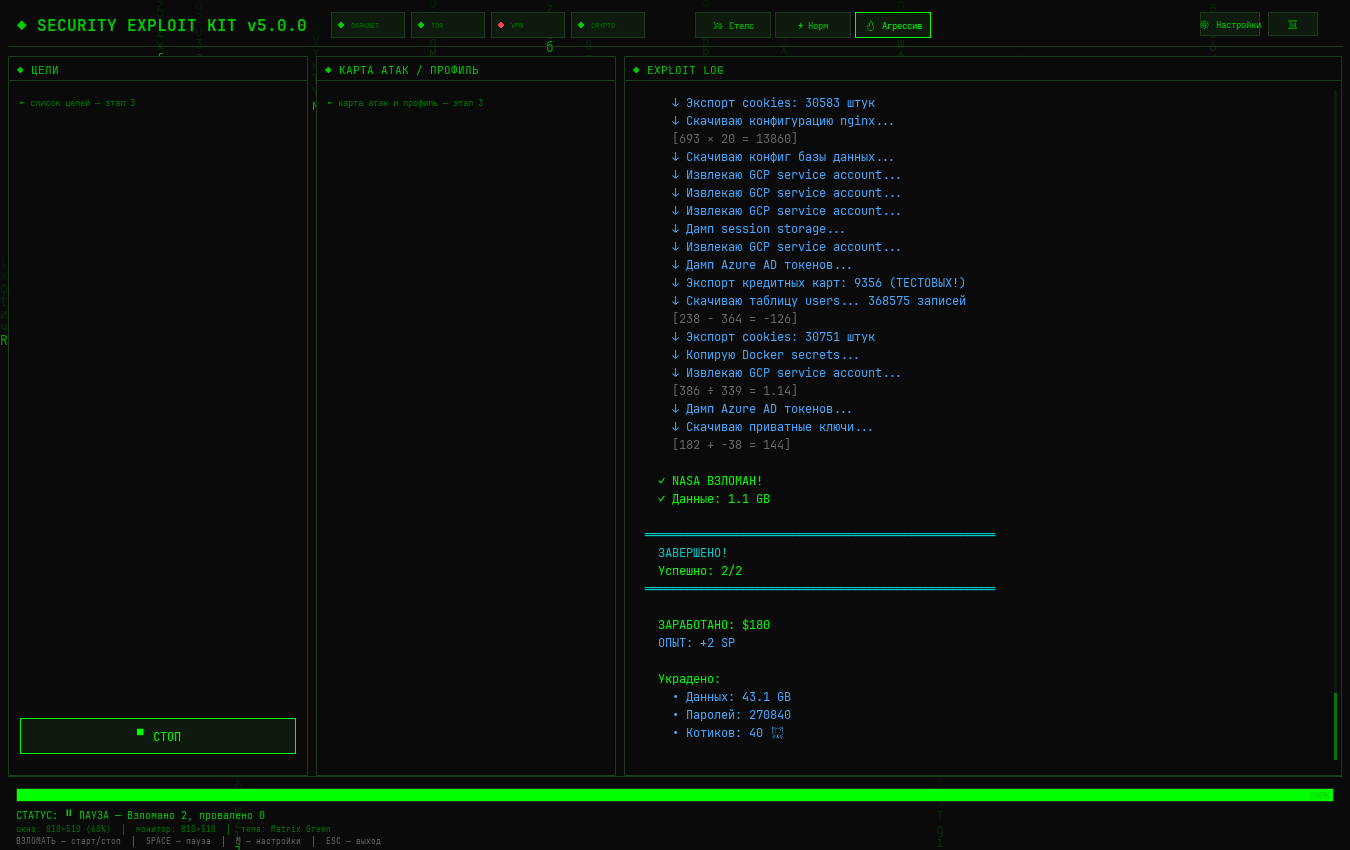 ◆ SECURITY EXPLOIT KIT v5.0.0
◆ DARKNET
◆ TOR
◆ VPN
◆ CRYPTO
Стелс
⚡ Норм
Агрессив
Настройки
◆ ЦЕЛИ
← список целей — этап 3
СТОП
◆ КАРТА АТАК / ПРОФИЛЬ
← карта атак и профиль — этап 3
◆ EXPLOIT LOG
↓ Экспорт cookies: 30583 штук
↓ Скачиваю конфигурацию nginx...
[693 × 20 = 13860]
↓ Скачиваю конфиг базы данных...
↓ Извлекаю GCP service account...
↓ Извлекаю GCP service account...
↓ Извлекаю GCP service account...
↓ Дамп session storage...
↓ Извлекаю GCP service account...
↓ Дамп Azure AD токенов...
↓ Экспорт кредитных карт: 9356 (ТЕСТОВЫХ!)
↓ Скачиваю таблицу users... 368575 записей
[238 - 364 = -126]
↓ Экспорт cookies: 30751 штук
↓ Копирую Docker secrets...
↓ Извлекаю GCP service account...
[386 ÷ 339 = 1.14]
↓ Дамп Azure AD токенов...
↓ Скачиваю приватные ключи...
[182 + -38 = 144]
✓ NASA ВЗЛОМАН!
✓ Данные: 1.1 GB
ЗАВЕРШЕНО!
Успешно: 2/2
ЗАРАБОТАНО: $180
ОПЫТ: +2 SP
Украдено:
• Данных: 43.1 GB
• Паролей: 270840
• Котиков: 40 🐱
100%
СТАТУС: ⏸ ПАУЗА — Взломано 2, провалено 0
окно: 810×510 (60%) | монитор: 810×510 | тема: Matrix Green
ВЗЛОМАТЬ — старт/стоп | SPACE — пауза | M — настройки | ESC — выход